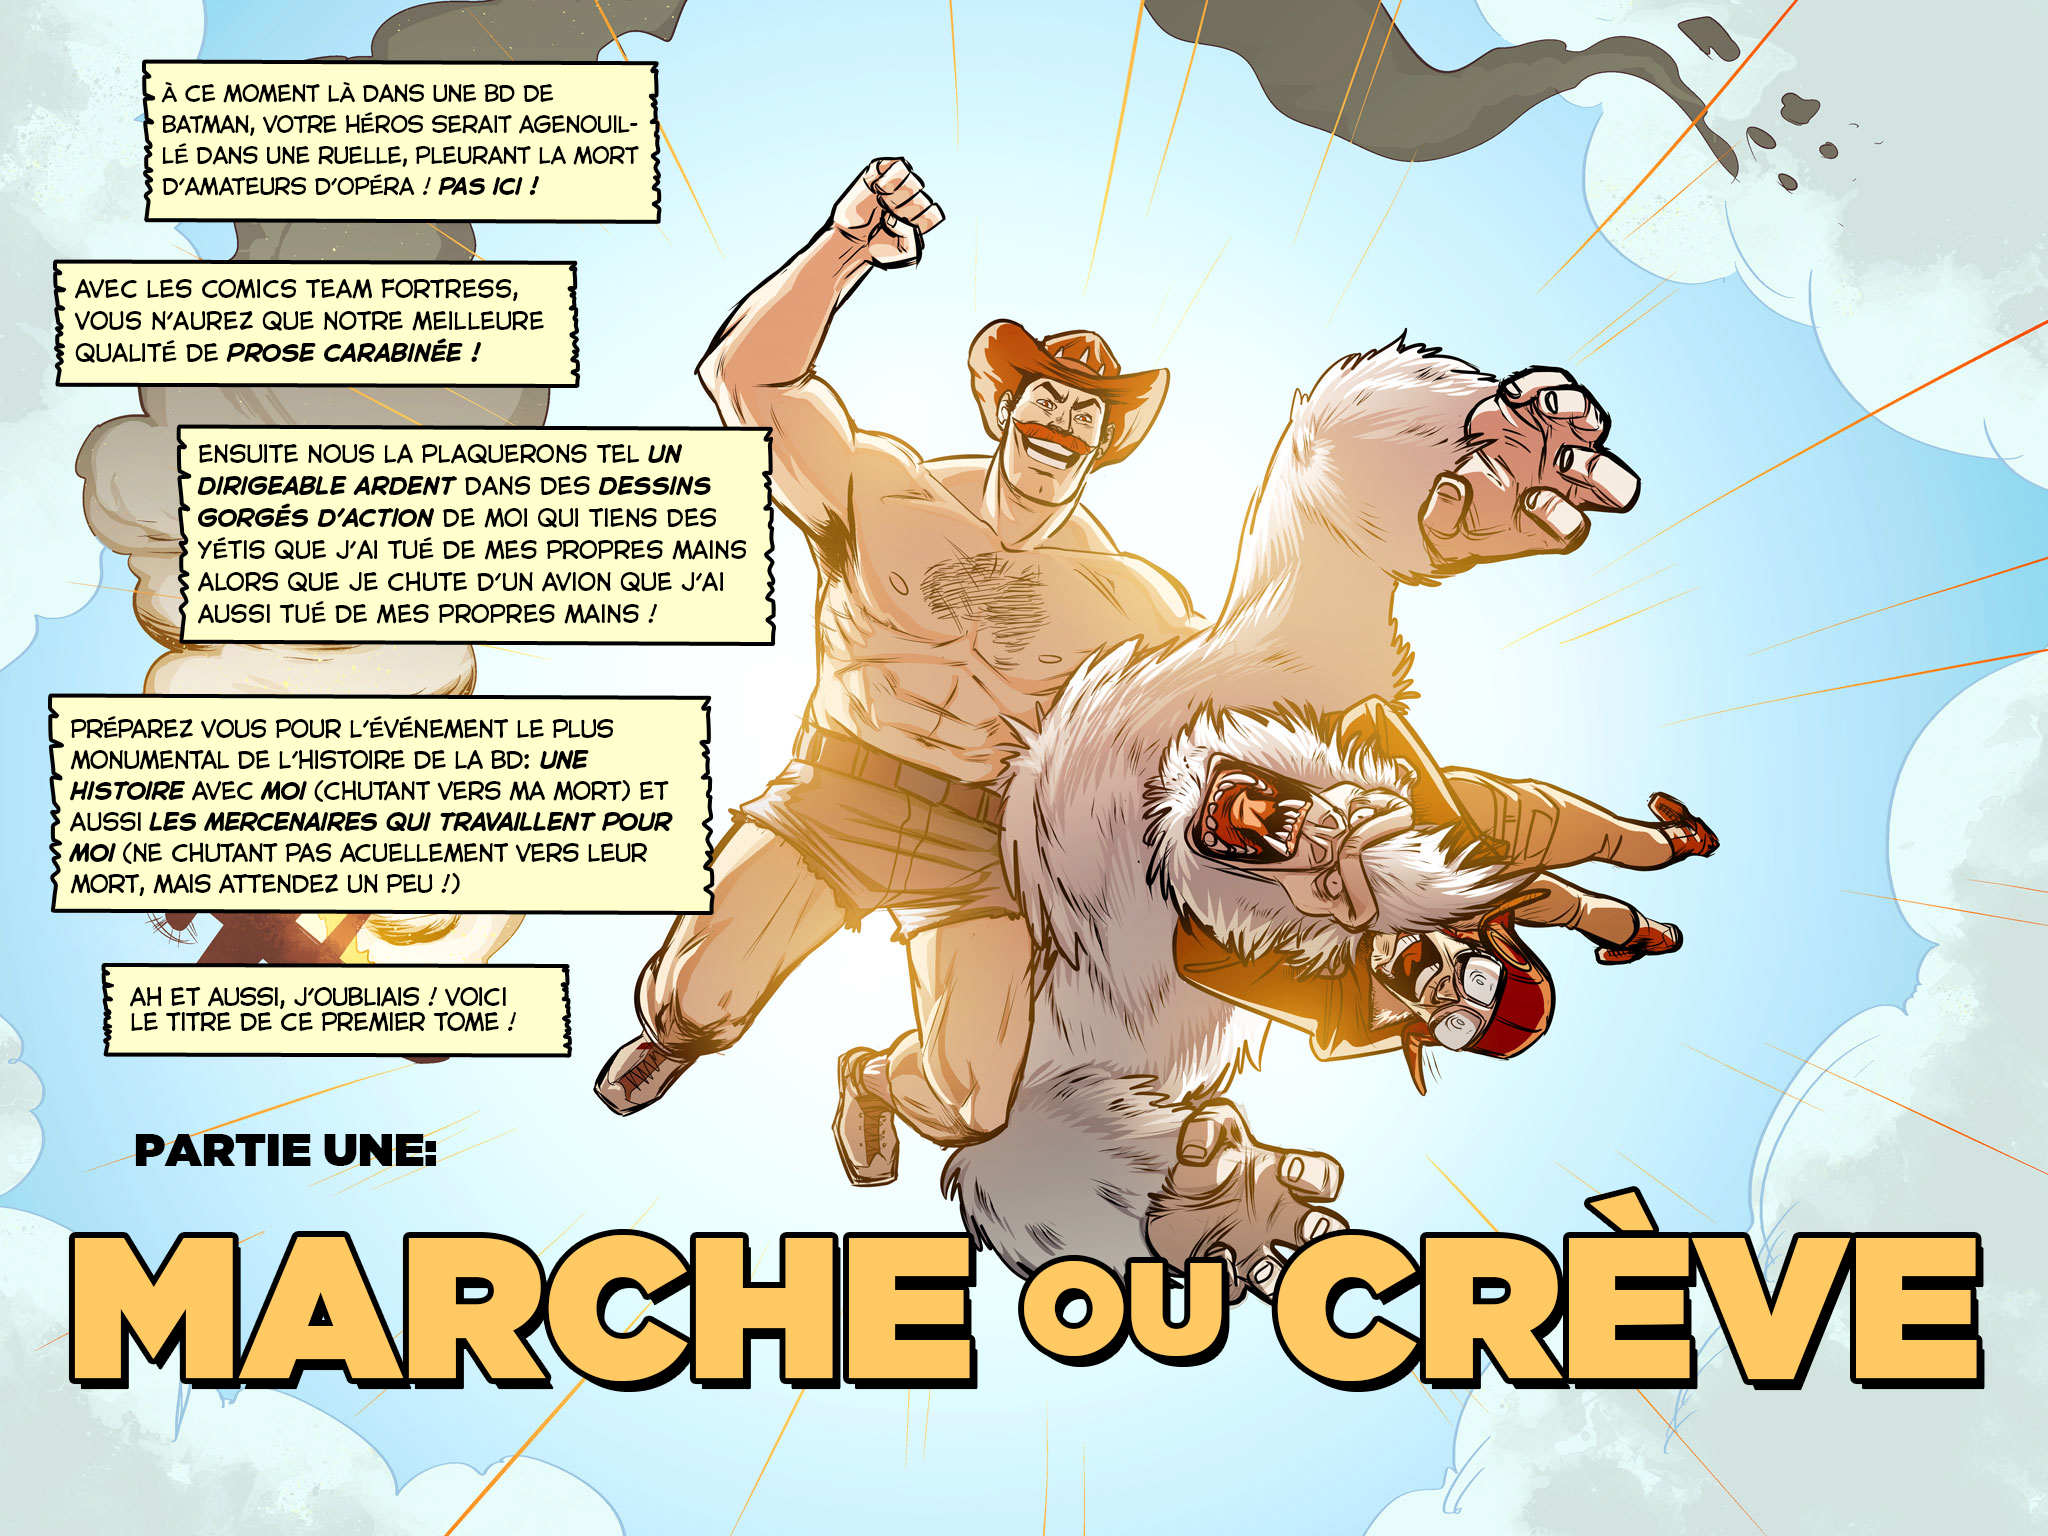 À CE MOMENT LÀ DANS UNE BD DE
BATMAN, VOTRE HÉROS SERAIT AGENOUIL-
LÉ DANS UNE RUELLE, PLEURANT LA MORT
D'AMATEURS D'OPÉRA ! PAS ICI !
AVEC LES COMICS TEAM FORTRESS,
VOUS N'AUREZ QUE NOTRE MEILLEURE
QUALITÉ DE PROSE CARABINÉE !
ENSUITE NOUS LA PLAQUERONS TEL UN
DIRIGEABLE ARDENT DANS DES DESSINS
GORGÉS D'ACTION DE MOI QUI TIENS DES
YÉTIS QUE J'AI TUÉ DE MES PROPRES MAINS
ALORS QUE JE CHUTE D'UN AVION QUE J'AI
AUSSI TUÉ DE MES PROPRES MAINS !
PRÉPAREZ VOUS POUR L'ÉVÉNEMENT LE PLUS
MONUMENTAL DE L'HISTOIRE DE LA BD: UNE
HISTOIRE AVEC MOI (CHUTANT VERS MA MORT) ET
AUSSI LES MERCENAIRES QUI TRAVAILLENT POUR
MOI (NE CHUTANT PAS ACUELLEMENT VERS LEUR
MORT, MAIS ATTENDEZ UN PEU !)
AH ET AUSSI, J'OUBLIAIS ! VOICI
LE TITRE DE CE PREMIER TOME !
PARTIE UNE:
MARCHE OU CRÈVE